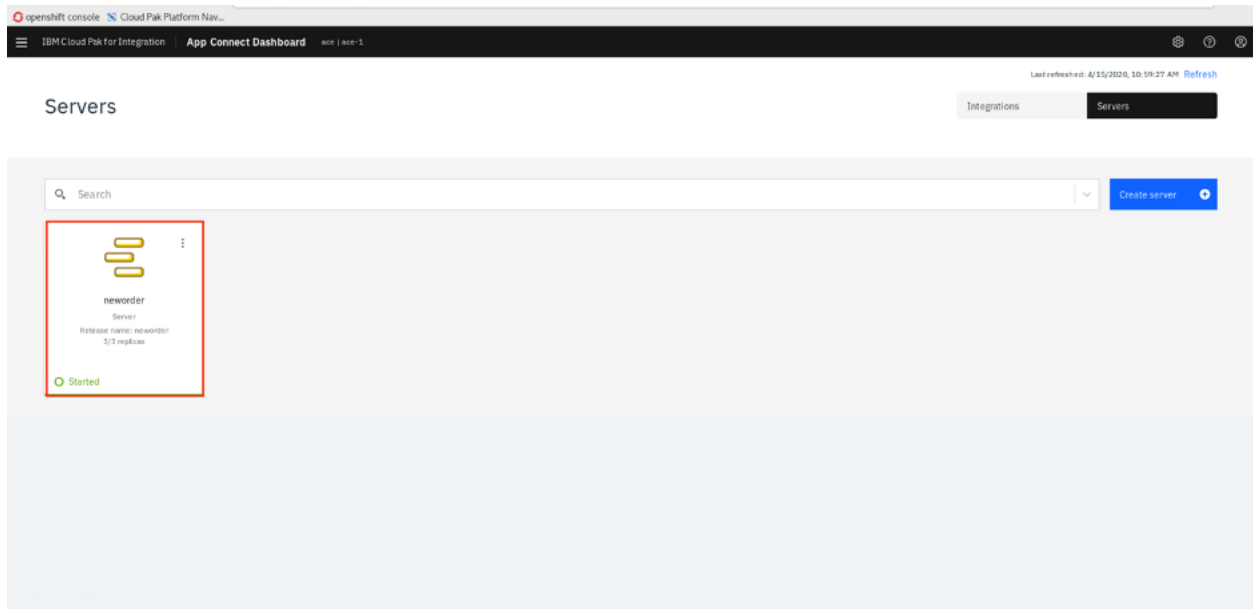 openshift console Cloud Pak Platform Nav...
IBM Cloud Pak for Integration App Connect Dashboard ace | ace-1
Last refreshed: 4/15/2020, 10:59:27 AM Refresh
Servers
Integrations Servers
Search
Create server
neworder
Server
Release name: neworder
3/3 replicas
Started